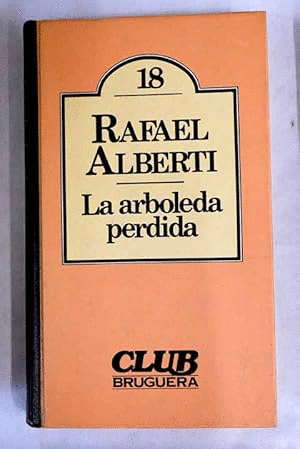 18
RAFAEL
ALBERTI
La arboleda
perdida
CLUB
BRUGUERA